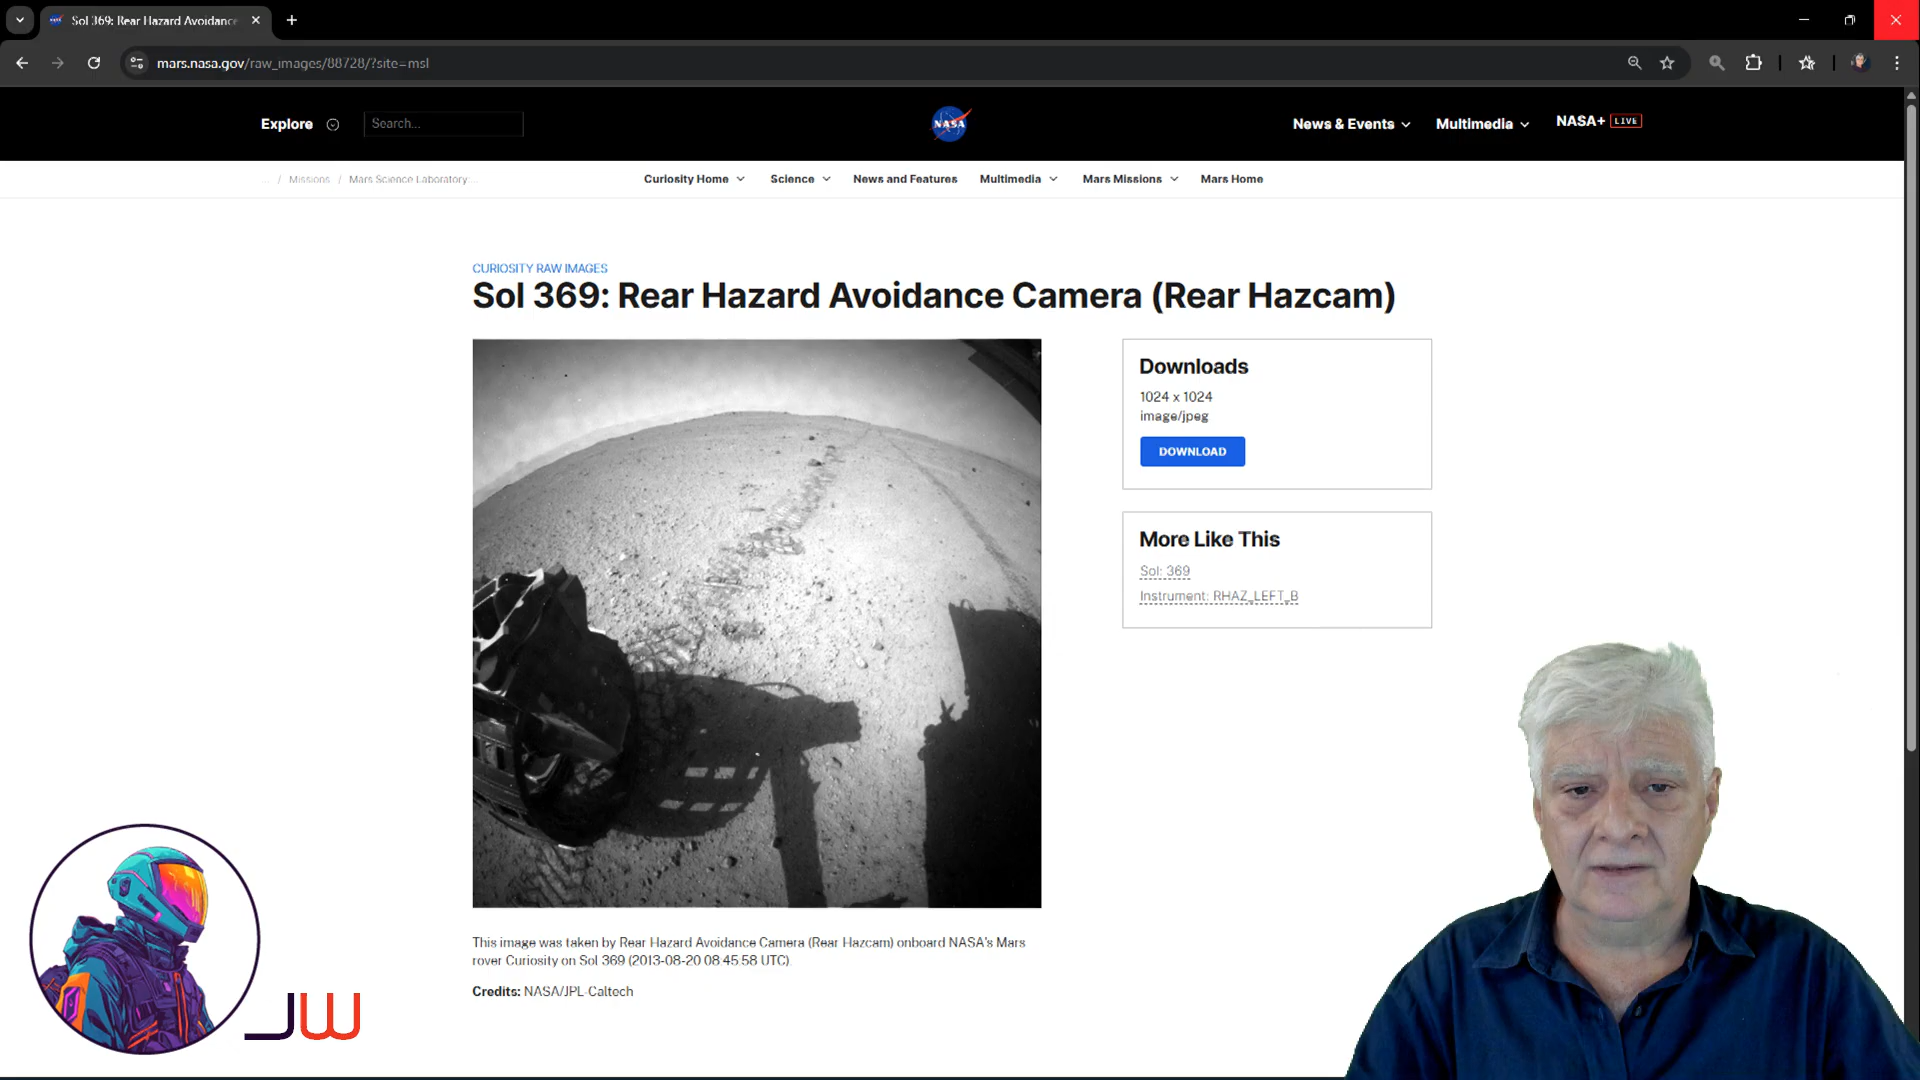 Sol 369: Rear Hazard Avoidance
mars.nasa.gov/raw_images/88728/?site=msl
Explore
Search...
NASA
News & Events
Multimedia
NASA+ LIVE
... / Missions / Mars Science Laboratory:...
Curiosity Home
Science
News and Features
Multimedia
Mars Missions
Mars Home
CURIOSITY RAW IMAGES
Sol 369: Rear Hazard Avoidance Camera (Rear Hazcam)
Downloads
1024 x 1024
image/jpeg
DOWNLOAD
More Like This
Sol: 369
Instrument: RHAZ_LEFT_B
This image was taken by Rear Hazard Avoidance Camera (Rear Hazcam) onboard NASA's Mars
rover Curiosity on Sol 369 (2013-08-20 08:45:58 UTC).
Credits: NASA/JPL-Caltech
JW